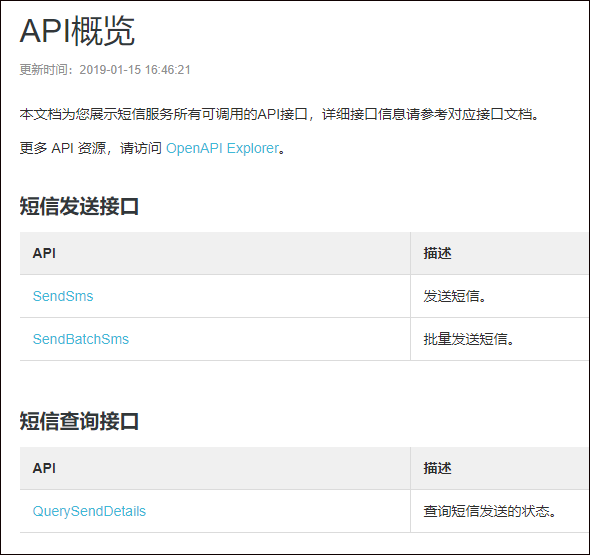 API概览
更新时间：2019-01-15 16:46:21
本文档为您展示短信服务所有可调用的API接口，详细接口信息请参考对应接口文档。
更多 API 资源，请访问 OpenAPI Explorer。
短信发送接口
API 描述
SendSms 发送短信。
SendBatchSms 批量发送短信。
短信查询接口
API 描述
QuerySendDetails 查询短信发送的状态。